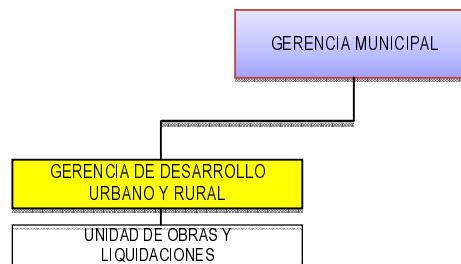 GERENCIA MUNICIPAL
GERENCIA DE DESARROLLO
URBANO Y RURAL
UNIDAD DE OBRAS Y
LIQUIDACIONES